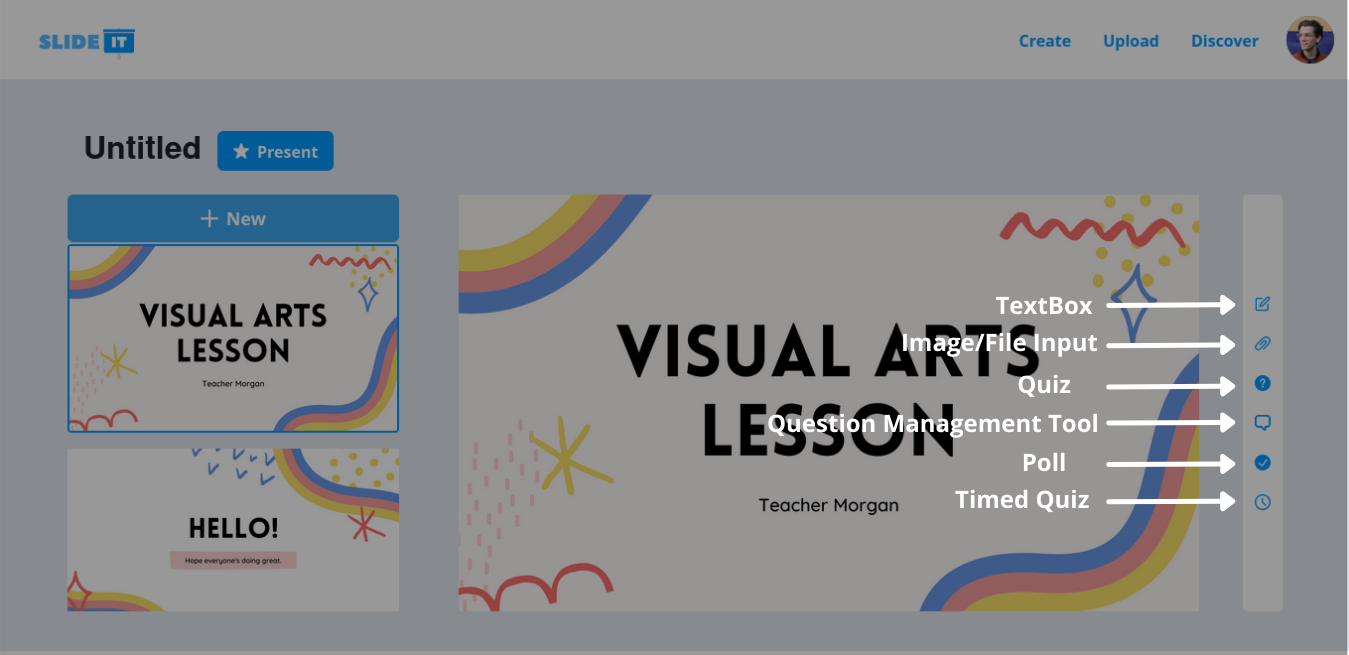 SLIDE IT
Create Upload Discover
Untitled
Present
New
VISUAL ARTS
LESSON
Teacher Morgan
HELLO!
Hope everyone's doing great.
VISUAL ARTS
LESSON
Teacher Morgan
TextBox
Image/File Input
Quiz
Question Management Tool
Poll
Timed Quiz